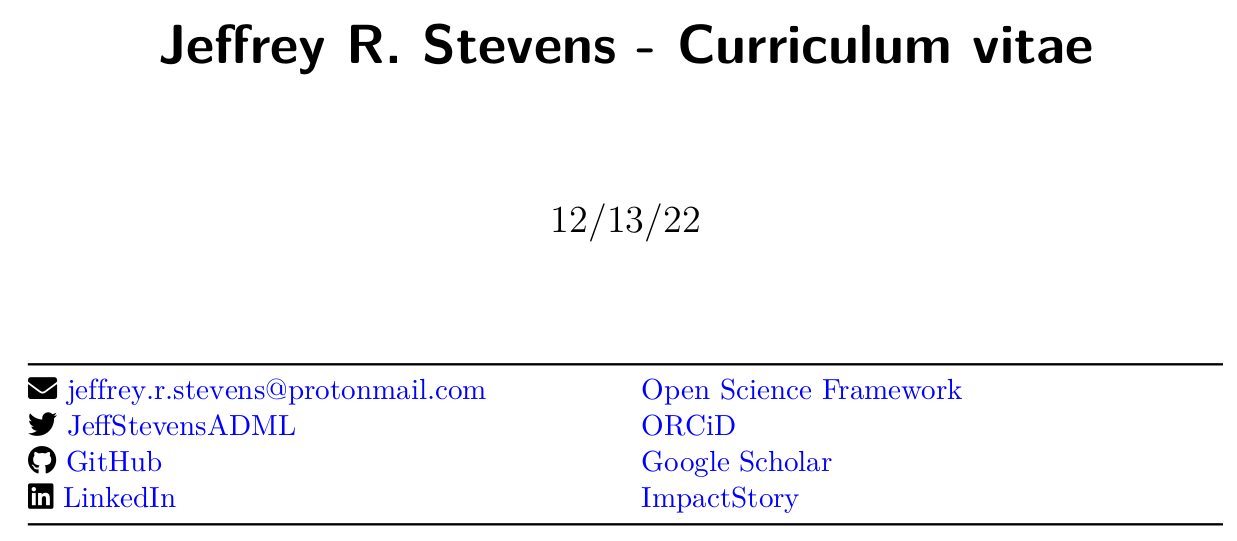 Jeffrey R. Stevens - Curriculum vitae
12/13/22
jeffrey.r.stevens@protonmail.com
JeffStevensADML
GitHub
LinkedIn
Open Science Framework
ORCiD
Google Scholar
ImpactStory